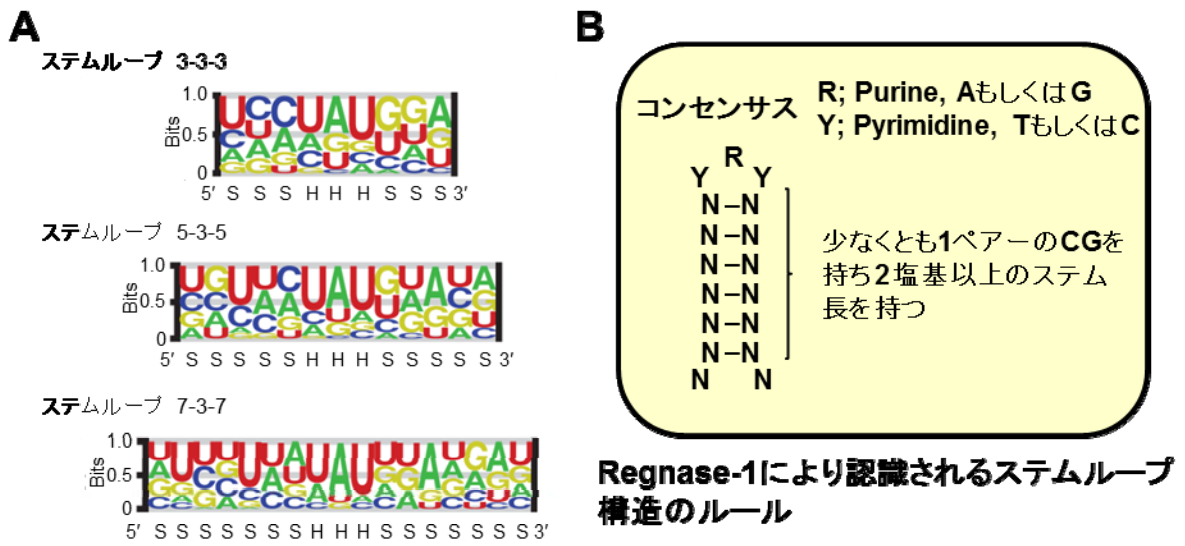 A
ステムループ 3-3-3
1.0
0.5
0
Bits
5′ S S S H H H S S S 3′
ステムループ 5-3-5
1.0
0.5
0
Bits
5′ S S S S S H H H S S S S S 3′
ステムループ 7-3-7
1.0
0.5
0
Bits
5′ S S S S S S S H H H S S S S S S S 3′
B
コンセンサス
R; Purine, AもしくはG
Y; Pyrimidine, TもしくはC
R
Y Y
N–N
N–N
N–N
N–N
N–N
N–N
N N
少なくとも1ペアーのCGを
持ち2塩基以上のステム
長を持つ
Regnase-1により認識されるステムループ
構造のルール